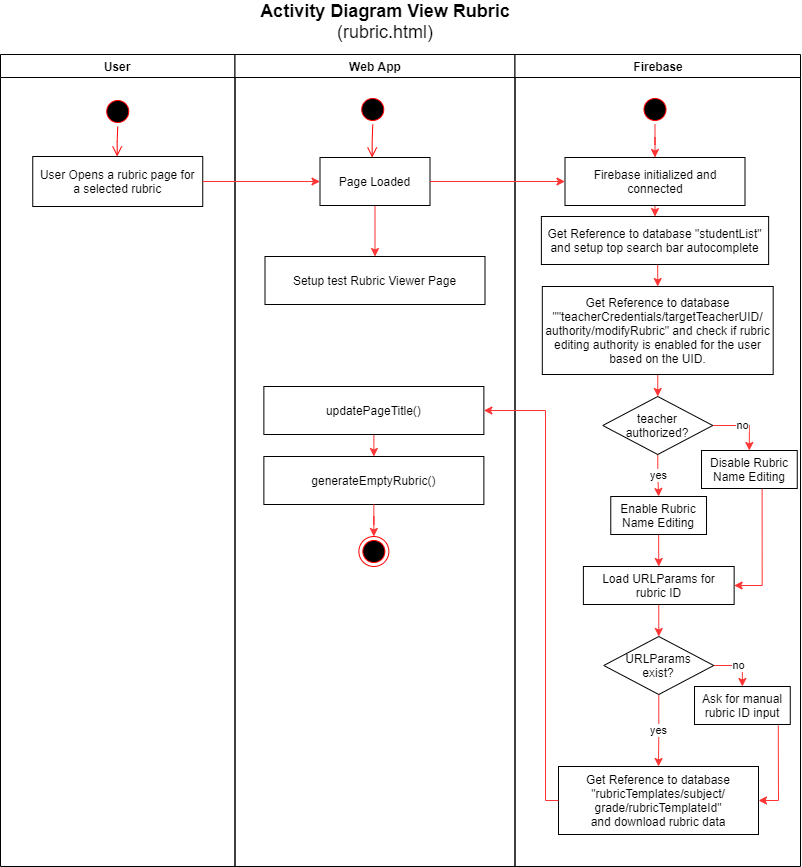 Activity Diagram View Rubric
(rubric.html)
User
Web App
Firebase
User Opens a rubric page for
a selected rubric
Page Loaded
Firebase initialized and
connected
Get Reference to database "studentList"
and setup top search bar autocomplete
Setup test Rubric Viewer Page
Get Reference to database
""teacherCredentials/targetTeacherUID/
authority/modifyRubric" and check if rubric
editing authority is enabled for the user
based on the UID.
updatePageTitle()
teacher
authorized?
no
Disable Rubric
Name Editing
generateEmptyRubric()
yes
Enable Rubric
Name Editing
Load URLParams for
rubric ID
URLParams
exist?
no
Ask for manual
rubric ID input
yes
Get Reference to database
"rubricTemplates/subject/
grade/rubricTemplateId"
and download rubric data